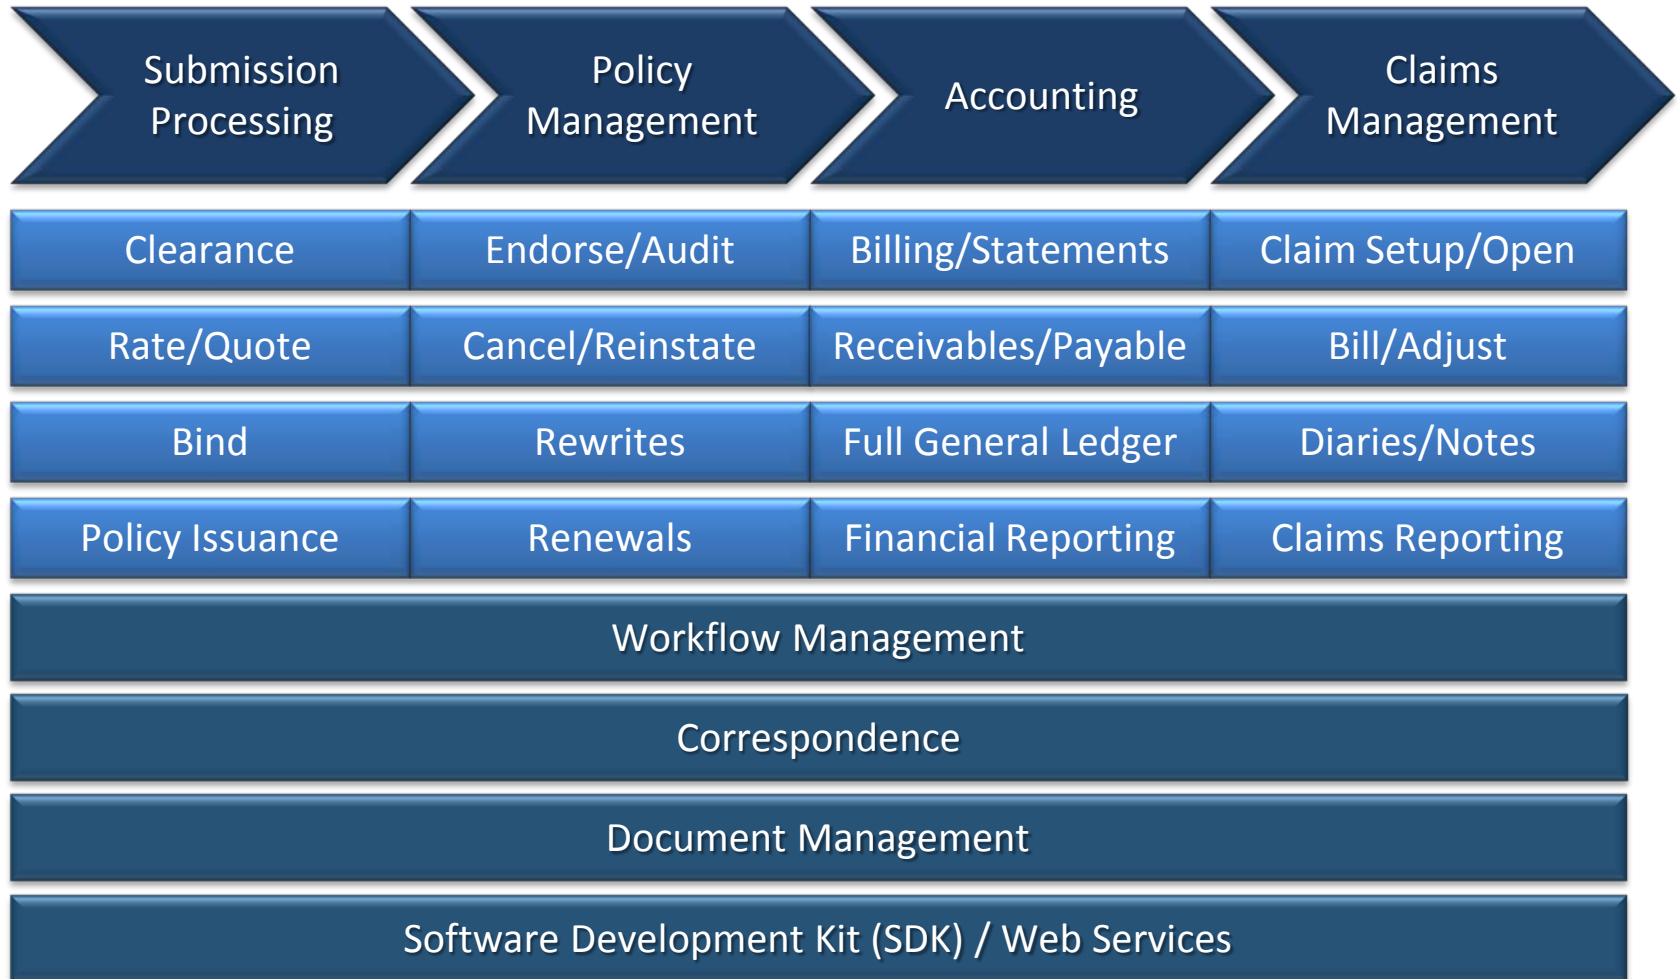 Submission
Processing
Policy
Management
Accounting
Claims
Management
Clearance
Endorse/Audit
Billing/Statements
Claim Setup/Open
Rate/Quote
Cancel/Reinstate
Receivables/Payable
Bill/Adjust
Bind
Rewrites
Full General Ledger
Diaries/Notes
Policy Issuance
Renewals
Financial Reporting
Claims Reporting
Workflow Management
Correspondence
Document Management
Software Development Kit (SDK) / Web Services